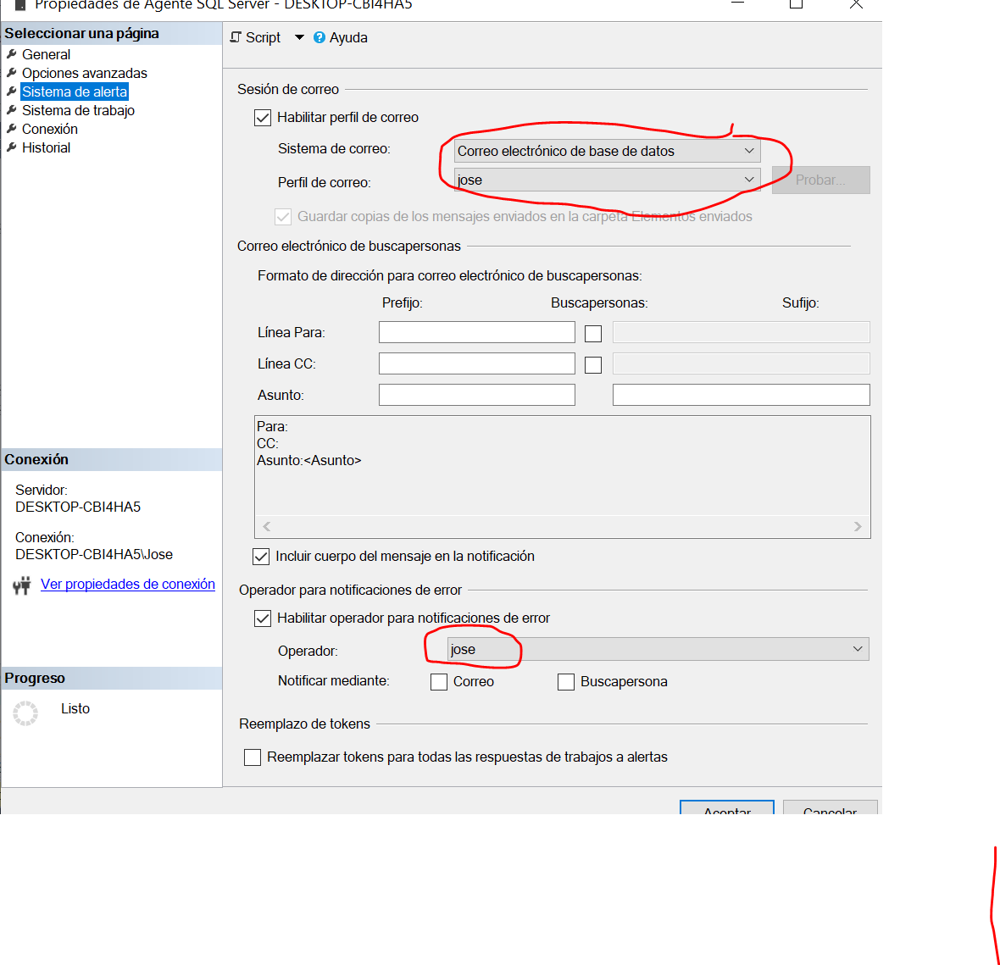 Propiedades de Agente SQL Server - DESKTOP-CBI4HA5
Seleccionar una página
General
Opciones avanzadas
Sistema de alerta
Sistema de trabajo
Conexión
Historial
Script
Ayuda
Sesión de correo
Habilitar perfil de correo
Sistema de correo:
Correo electrónico de base de datos
Perfil de correo:
jose
Probar...
Guardar copias de los mensajes enviados en la carpeta Elementos enviados
Correo electrónico de buscapersonas
Formato de dirección para correo electrónico de buscapersonas:
Prefijo:
Buscapersonas:
Sufijo:
Línea Para:
Línea CC:
Asunto:
Para:
CC:
Asunto:<Asunto>
Incluir cuerpo del mensaje en la notificación
Operador para notificaciones de error
Habilitar operador para notificaciones de error
Operador:
jose
Notificar mediante:
Correo
Buscapersona
Reemplazo de tokens
Reemplazar tokens para todas las respuestas de trabajos a alertas
Conexión
Servidor:
DESKTOP-CBI4HA5
Conexión:
DESKTOP-CBI4HA5\Jose
Ver propiedades de conexión
Progreso
Listo
Aceptar
Cancelar